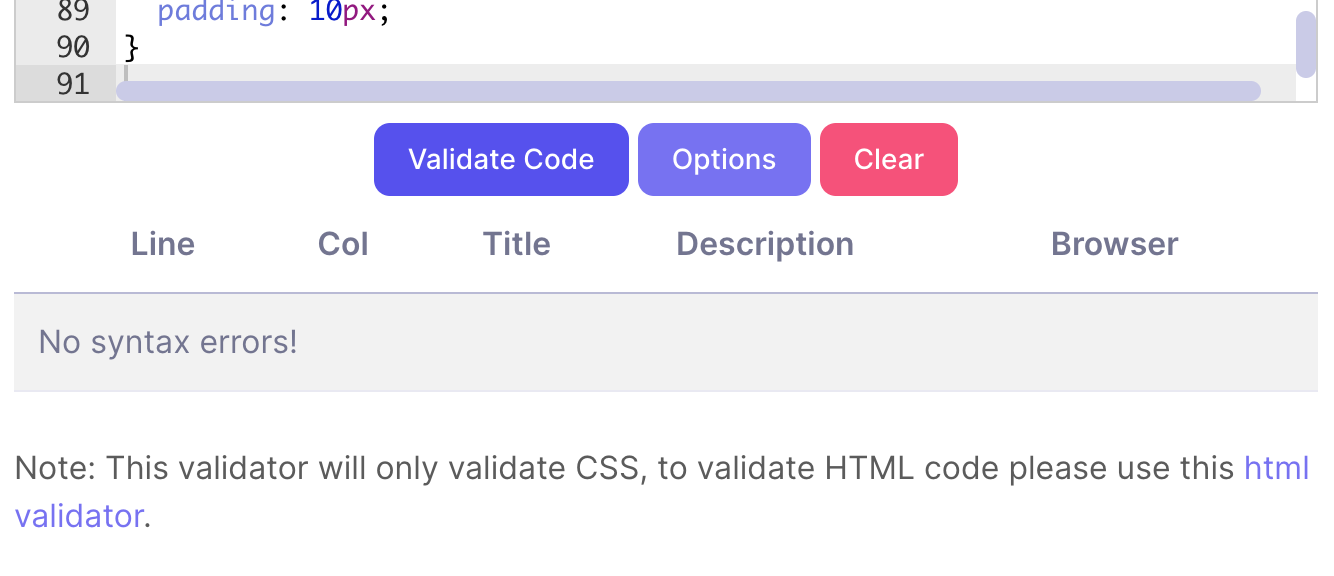 89 padding: 10px;
90 }
91
Validate Code Options Clear
Line Col Title Description Browser
No syntax errors!
Note: This validator will only validate CSS, to validate HTML code please use this html
validator.